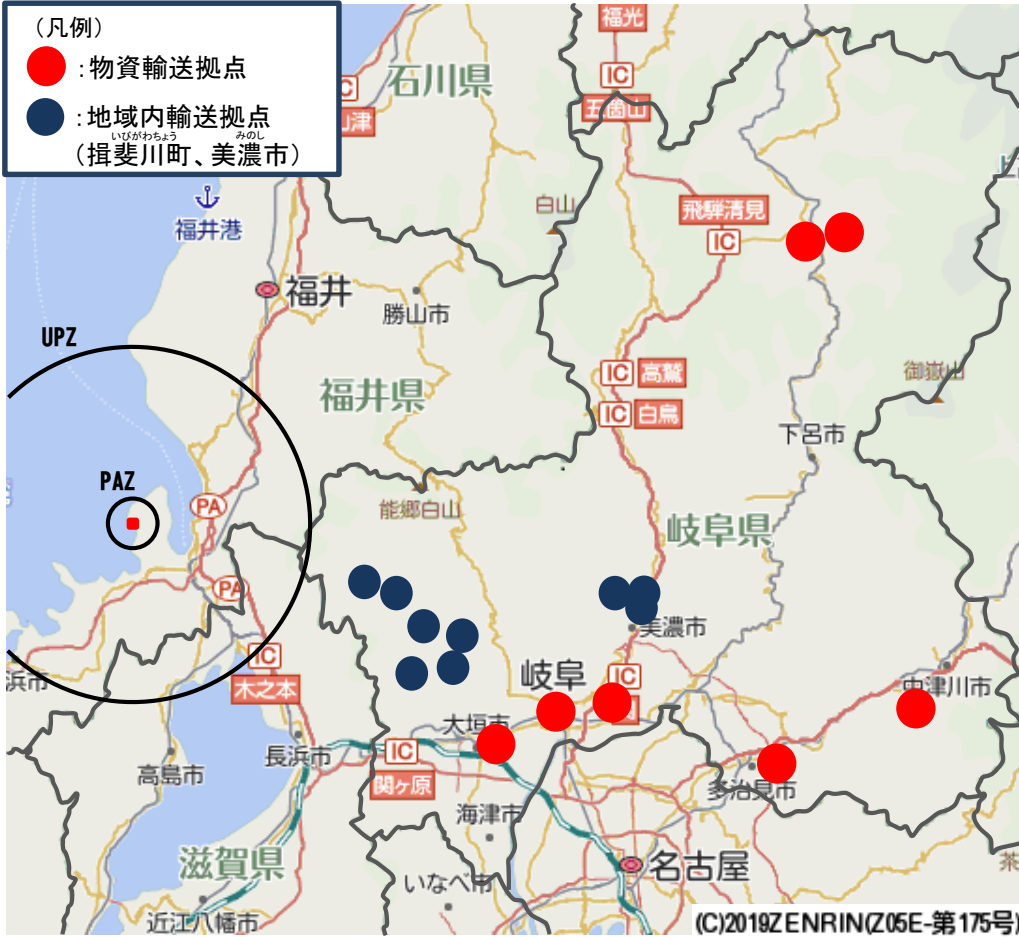 (凡例)
:物資輸送拠点
:地域内輸送拠点
いびがわちょう みのし
(揖斐川町、美濃市)
福光
IC
石川県
五箇山
白山
飛騨清見
IC
福井港
福井
勝山市
UPZ
福井県
IC 高鷲
IC 白鳥
御嶽山
下呂市
PAZ
PA
能郷白山
岐阜県
PA
美濃市
IC
木之本
岐阜
IC
中津川市
大垣市
長浜市
IC
関ヶ原
高島市
多治見市
海津市
滋賀県
名古屋
いなべ市
近江八幡市
(C)2019ZENRIN(Z05E-第175号)